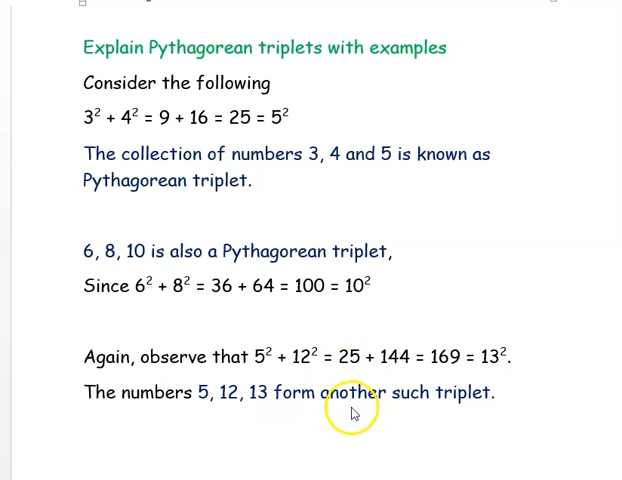 Explain Pythagorean triplets with examples
Consider the following
3² + 4² = 9 + 16 = 25 = 5²
The collection of numbers 3, 4 and 5 is known as
Pythagorean triplet.
6, 8, 10 is also a Pythagorean triplet,
Since 6² + 8² = 36 + 64 = 100 = 10²
Again, observe that 5² + 12² = 25 + 144 = 169 = 13².
The numbers 5, 12, 13 form another such triplet.